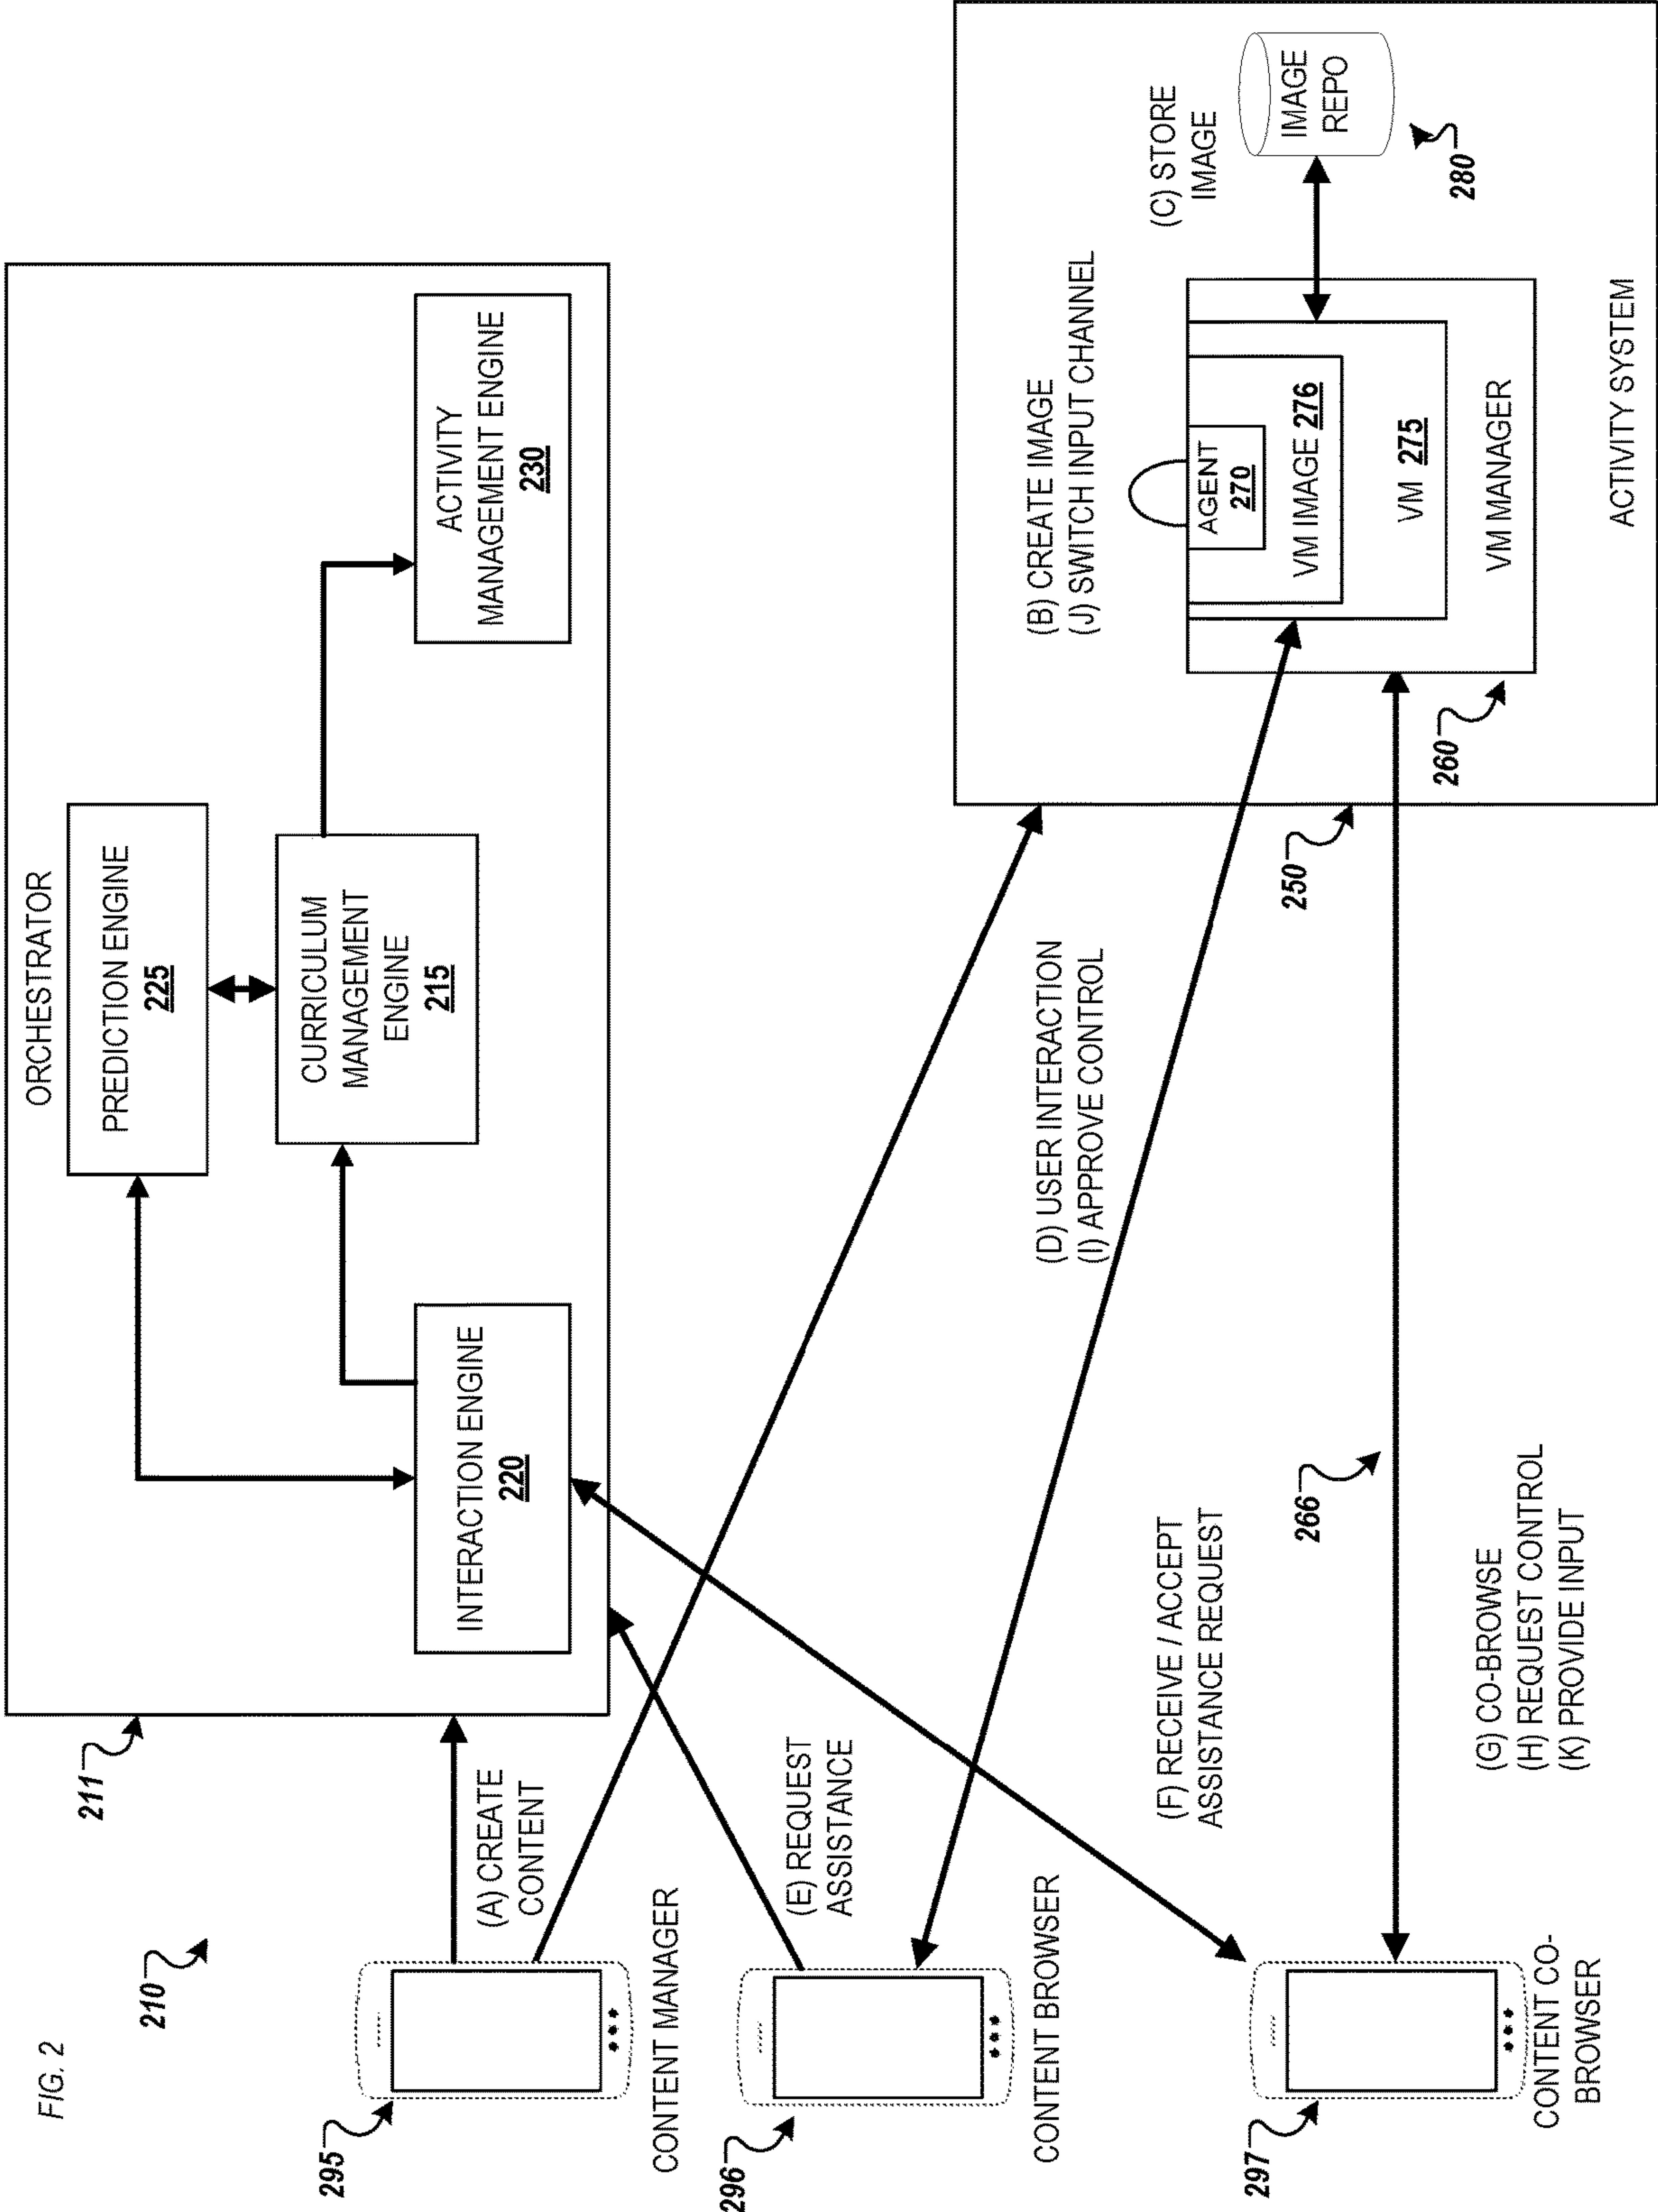 FIG. 2
210
211
ORCHESTRATOR
PREDICTION ENGINE
225
CURRICULUM
MANAGEMENT
ENGINE
215
INTERACTION ENGINE
220
ACTIVITY
MANAGEMENT ENGINE
230
295
CONTENT MANAGER
(A) CREATE
CONTENT
296
CONTENT BROWSER
(E) REQUEST
ASSISTANCE
(D) USER INTERACTION
(I) APPROVE CONTROL
297
CONTENT CO-
BROWSER
(F) RECEIVE / ACCEPT
ASSISTANCE REQUEST
266
(G) CO-BROWSE
(H) REQUEST CONTROL
(K) PROVIDE INPUT
250
260
(B) CREATE IMAGE
(J) SWITCH INPUT CHANNEL
(C) STORE
IMAGE
AGENT
270
VM IMAGE 276
VM 275
VM MANAGER
IMAGE
REPO
280
ACTIVITY SYSTEM